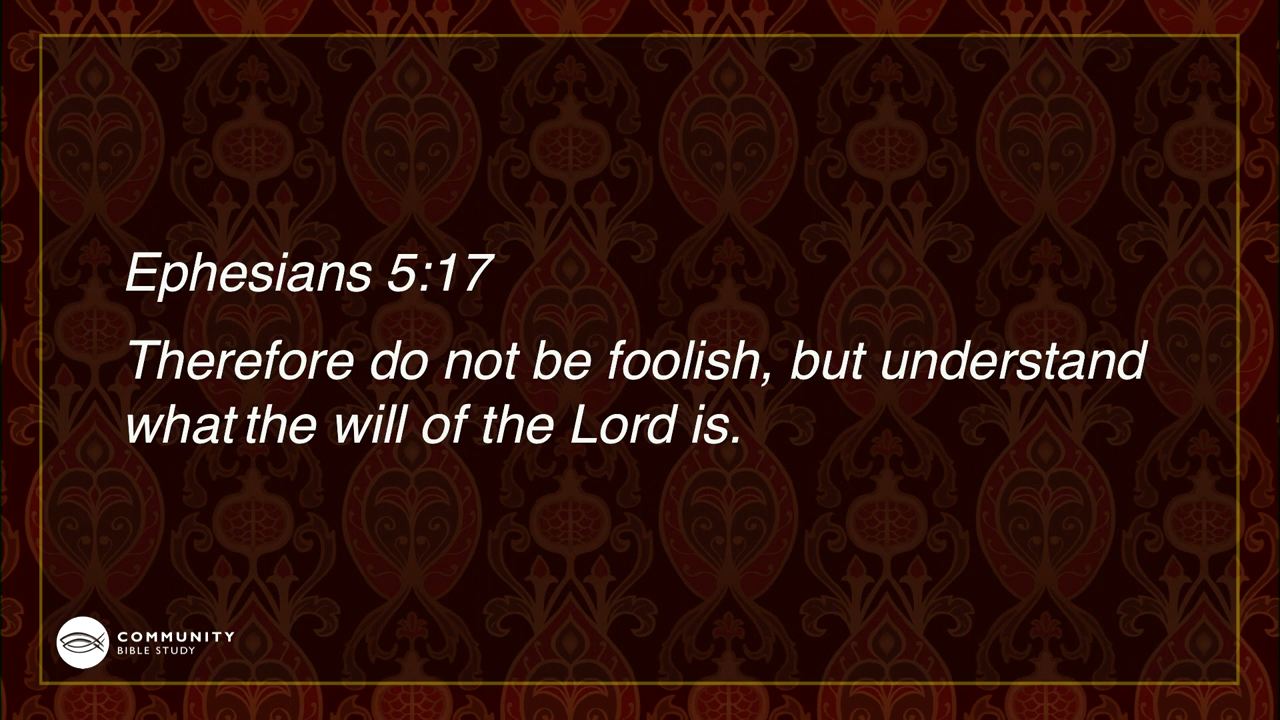 Ephesians 5:17
Therefore do not be foolish, but understand
what the will of the Lord is.
COMMUNITY
BIBLE STUDY